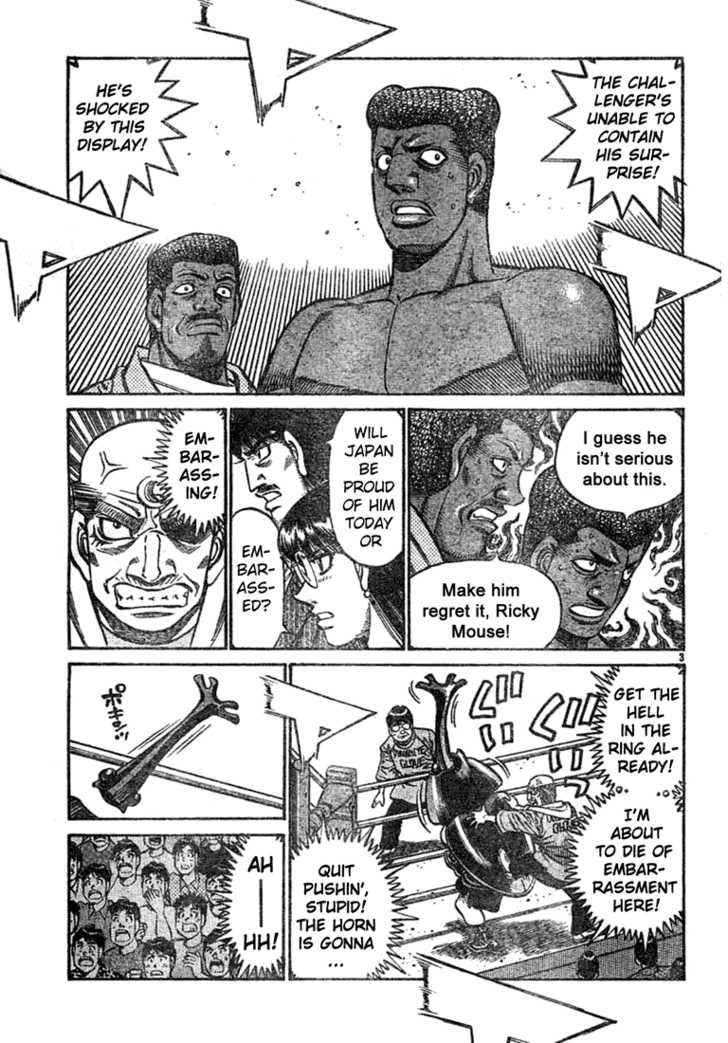 THE CHAL-
LENGER'S
UNABLE TO
CONTAIN
HIS SUR-
PRISE!
HE'S
SHOCKED
BY THIS
DISPLAY!
I guess he
isn't serious
about this.
Make him
regret it, Ricky
Mouse!
WILL
JAPAN
BE
PROUD
OF HIM
TODAY
OR
EM-
BAR-
ASS-
ED?
EM-
BAR-
ASS-
ING!
3
GET THE
HELL
IN THE
RING AL-
READY!
I'M
ABOUT
TO DIE OF
EMBAR-
RASSMENT
HERE!
ぐぐ
QUIT
PUSHIN',
STUPID!
THE HORN
IS GONNA
...
AH
—
HH!